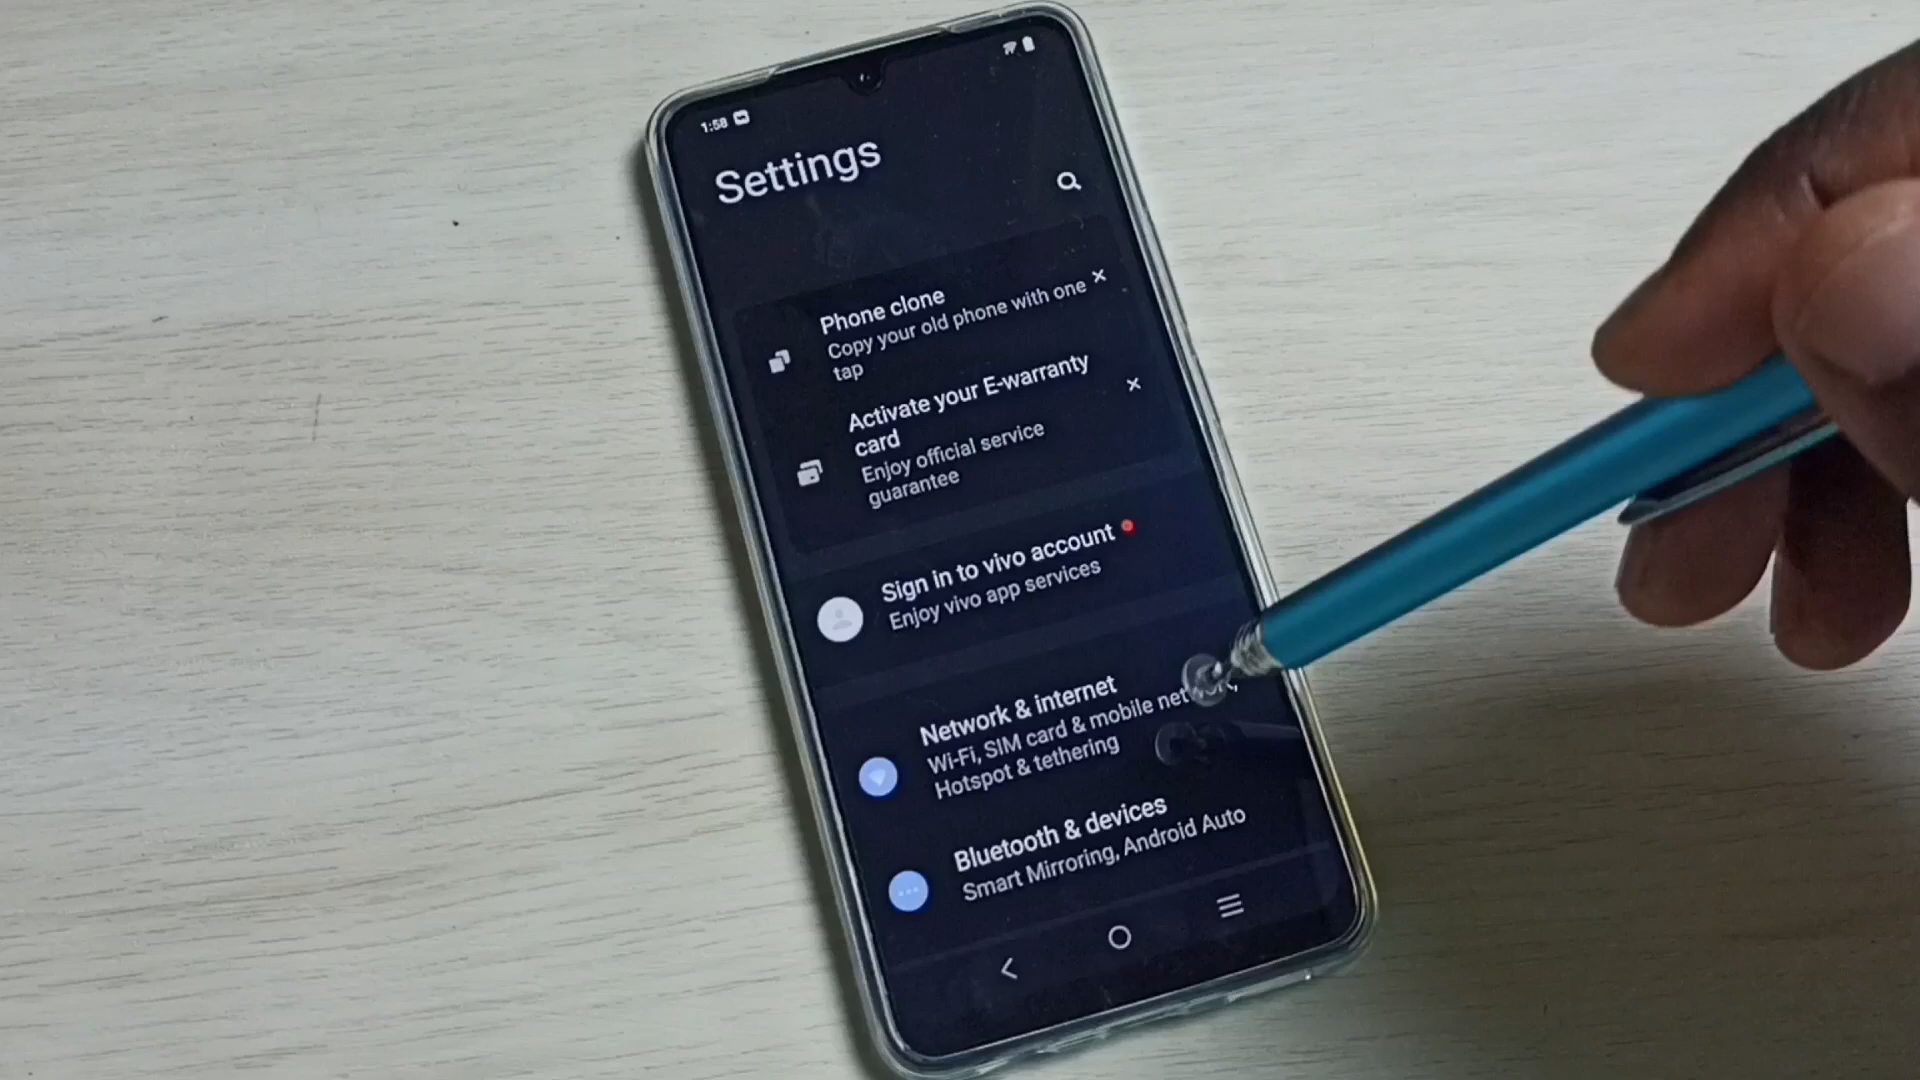 1:58
Settings
Phone clone
Copy your old phone with one
tap
Activate your E-warranty
card
Enjoy official service
guarantee
Sign in to vivo account
Enjoy vivo app services
Network & internet
Wi-Fi, SIM card & mobile network,
Hotspot & tethering
Bluetooth & devices
Smart Mirroring, Android Auto